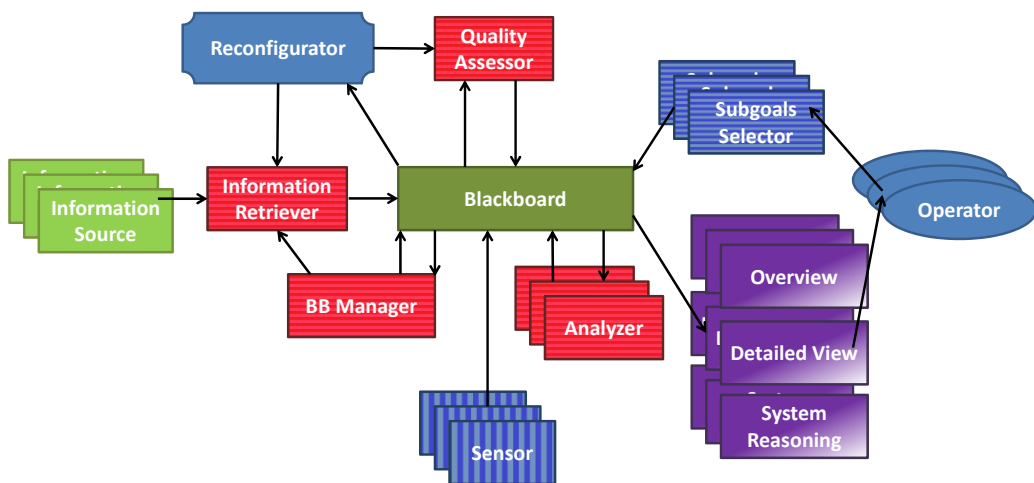 Reconfigurator
Quality
Assessor
Subgoals
Selector
Information
Source
Information
Retriever
Blackboard
Operator
Overview
BB Manager
Analyzer
Detailed View
Sensor
System
Reasoning